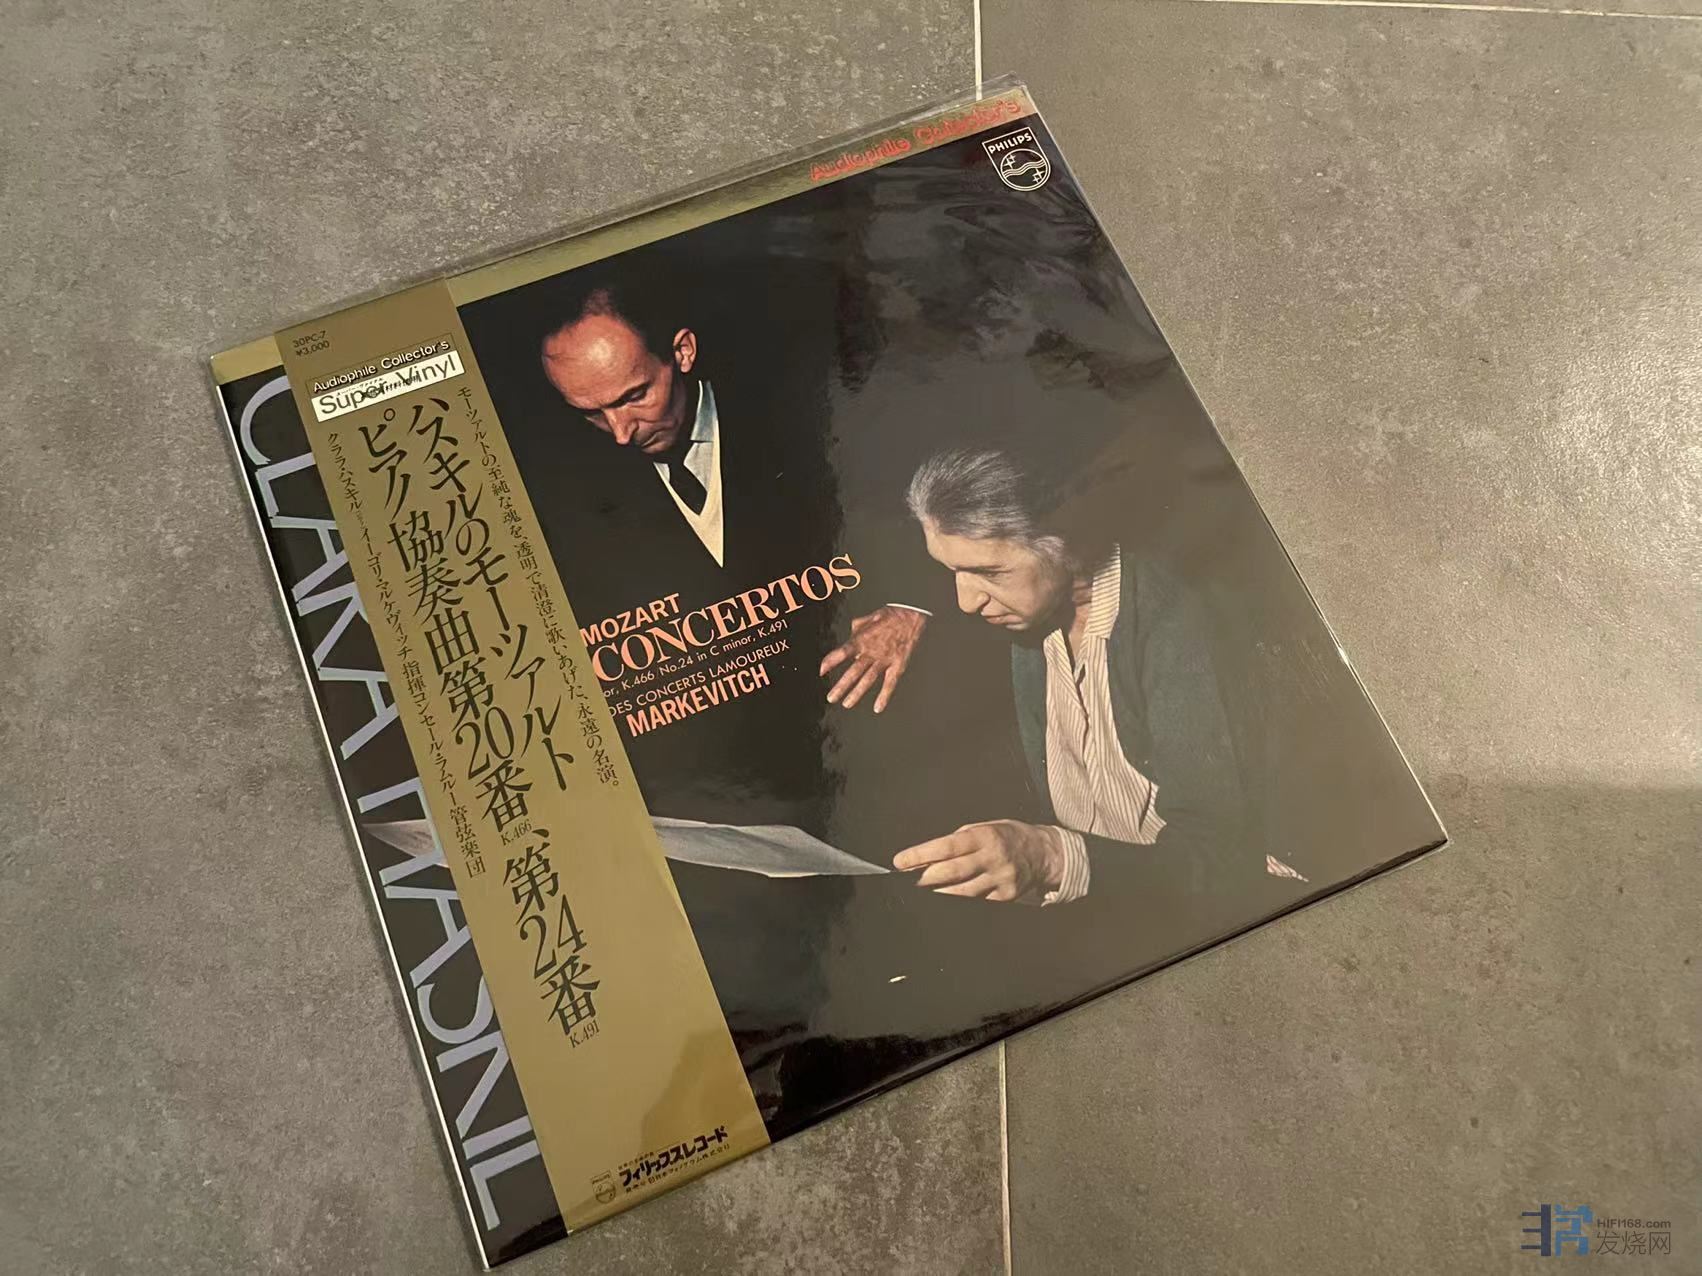 Audiophile Collector's
PHILIPS
30PC-7
¥3,000
Audiophile Collector's
Super Vinyl
モーツァルトの至純な魂を、透明で清澄に歌いあげた、永遠の名演。
ハスキルのモーツァルト
ピアノ協奏曲第20番、第24番
K.466
K.491
クララ・ハスキル イーゴリ・マルケヴィッチ指揮コンセール・ラムルー管弦楽団
CLARA HASKIL
MOZART
CONCERTOS
K.466 No.24 in C minor, K.491
DES CONCERTS LAMOUREUX
MARKEVITCH
PHILIPS
フィリップスレコード
HIFI168.com
发烧网